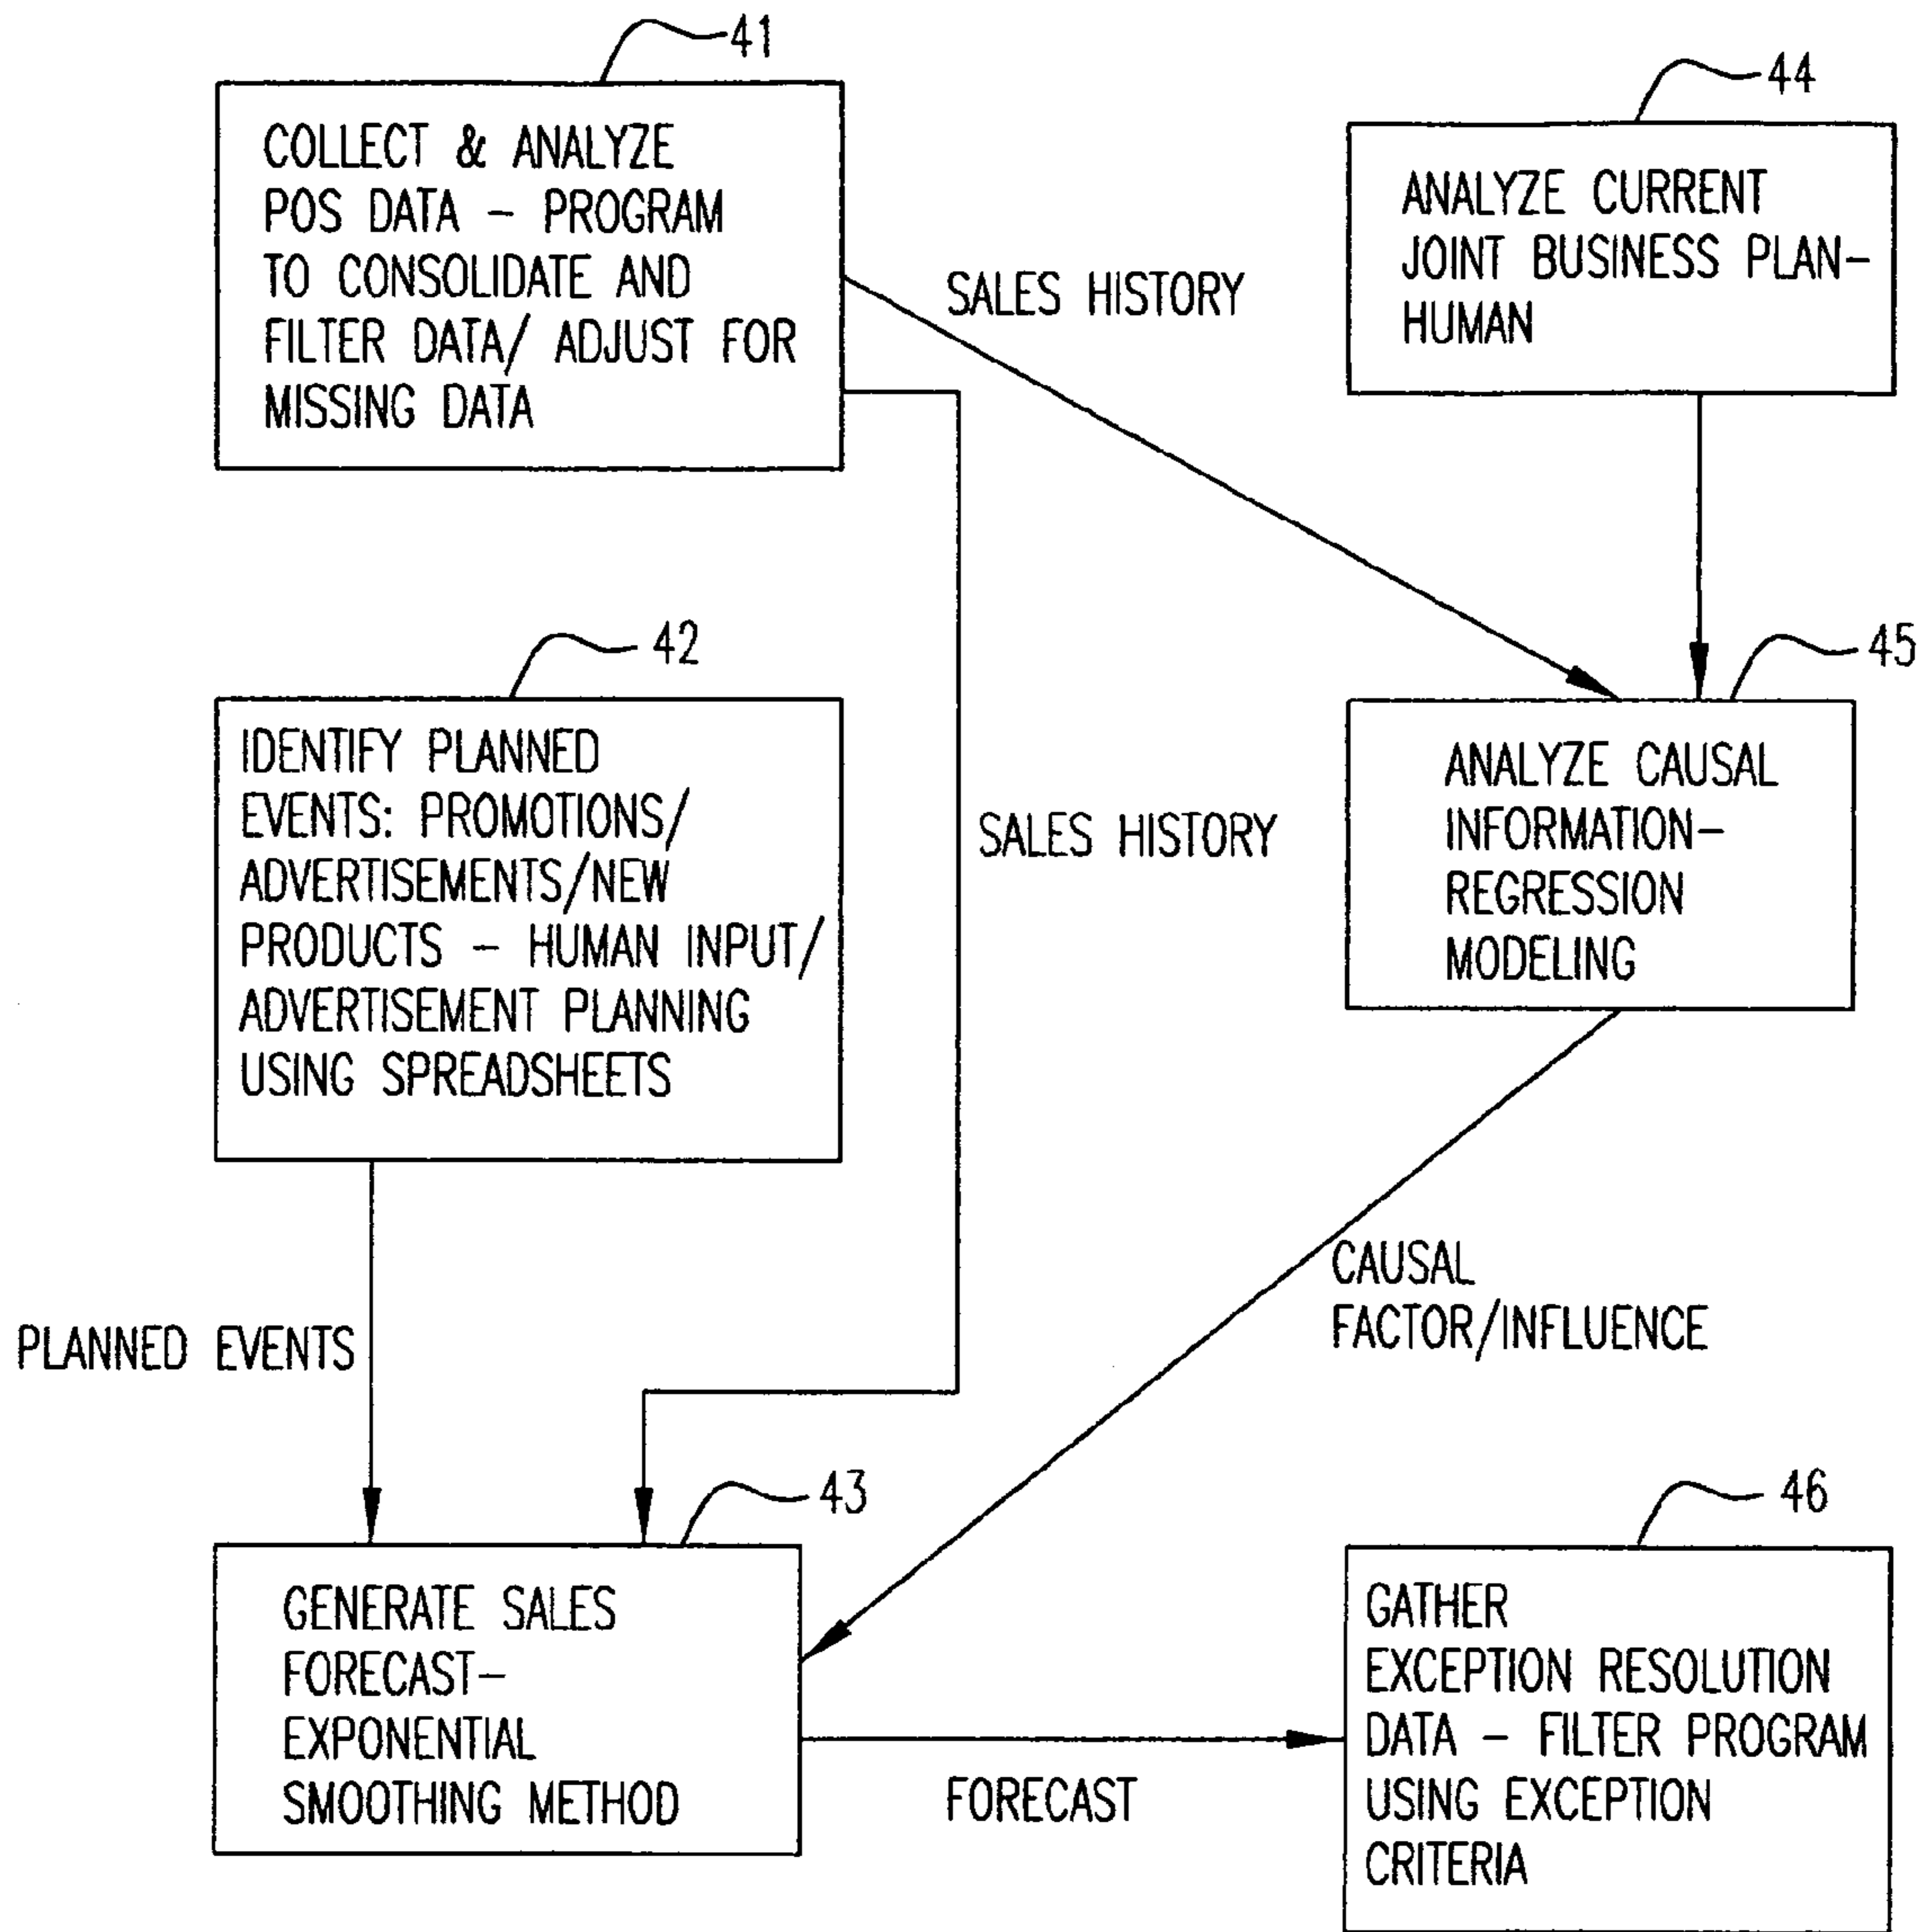 41
COLLECT & ANALYZE
POS DATA – PROGRAM
TO CONSOLIDATE AND
FILTER DATA/ ADJUST FOR
MISSING DATA
44
ANALYZE CURRENT
JOINT BUSINESS PLAN–
HUMAN
SALES HISTORY
42
IDENTIFY PLANNED
EVENTS: PROMOTIONS/
ADVERTISEMENTS/NEW
PRODUCTS – HUMAN INPUT/
ADVERTISEMENT PLANNING
USING SPREADSHEETS
SALES HISTORY
45
ANALYZE CAUSAL
INFORMATION–
REGRESSION
MODELING
PLANNED EVENTS
CAUSAL
FACTOR/INFLUENCE
43
GENERATE SALES
FORECAST–
EXPONENTIAL
SMOOTHING METHOD
FORECAST
46
GATHER
EXCEPTION RESOLUTION
DATA – FILTER PROGRAM
USING EXCEPTION
CRITERIA